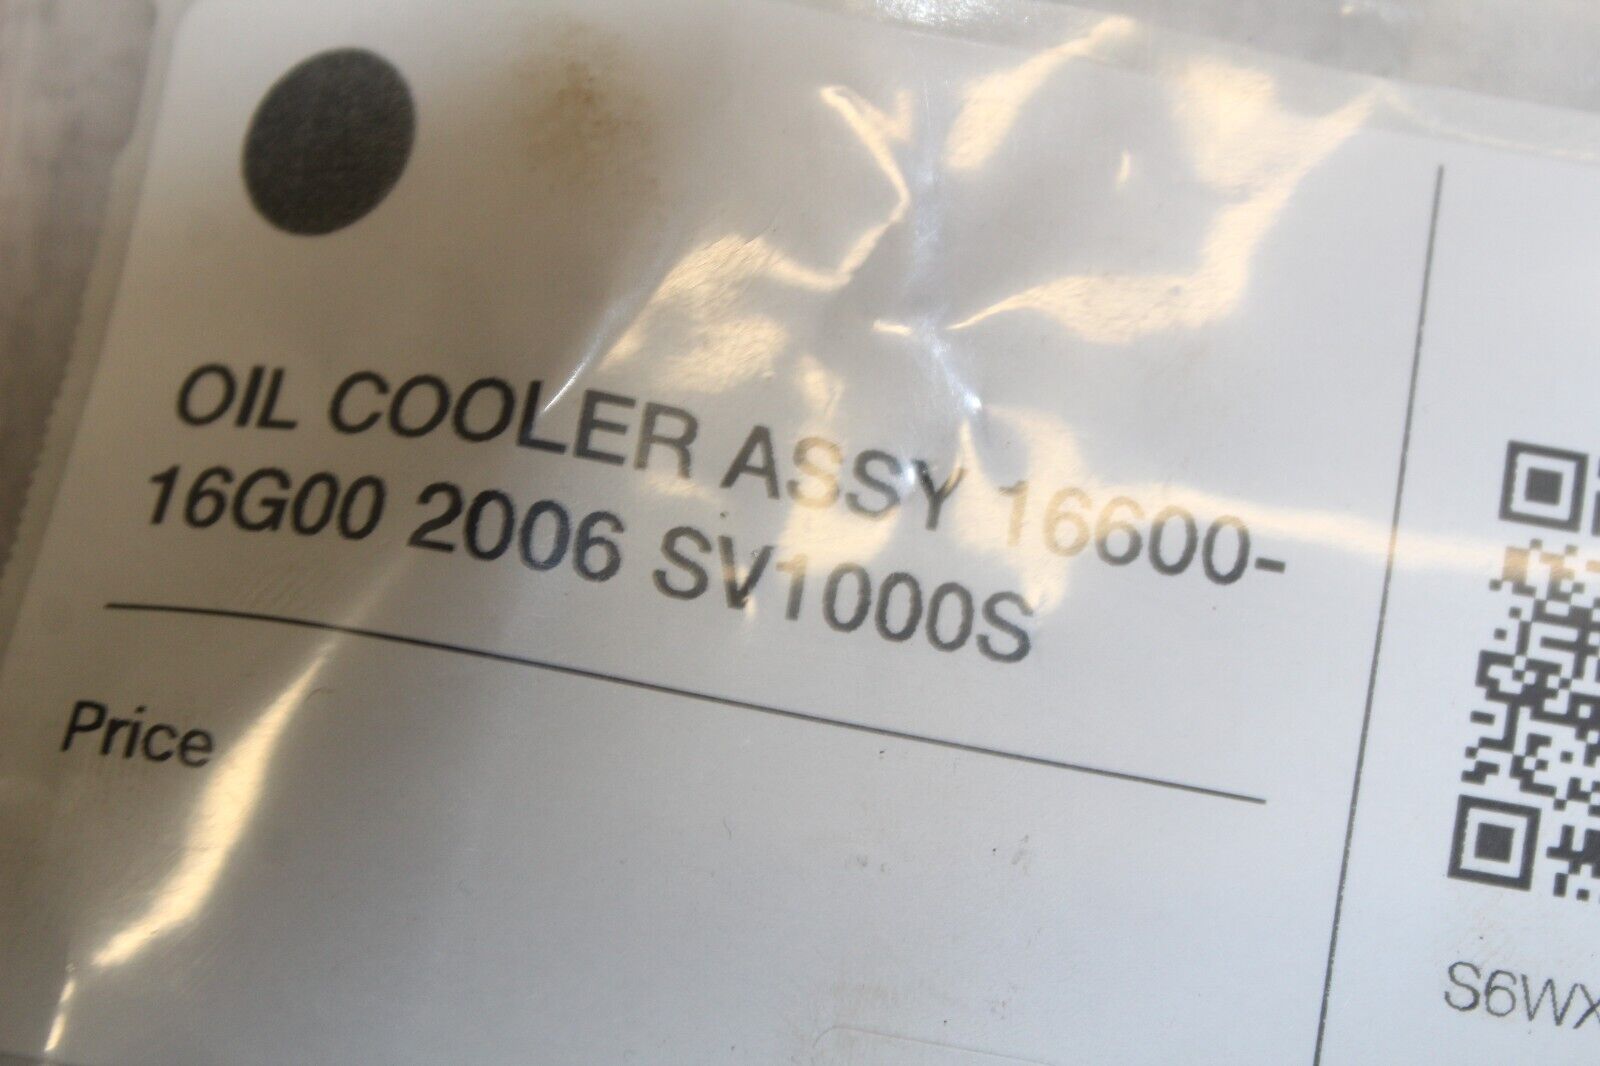 OIL COOLER ASSY 16600-
16G00 2006 SV1000S
Price
S6WX